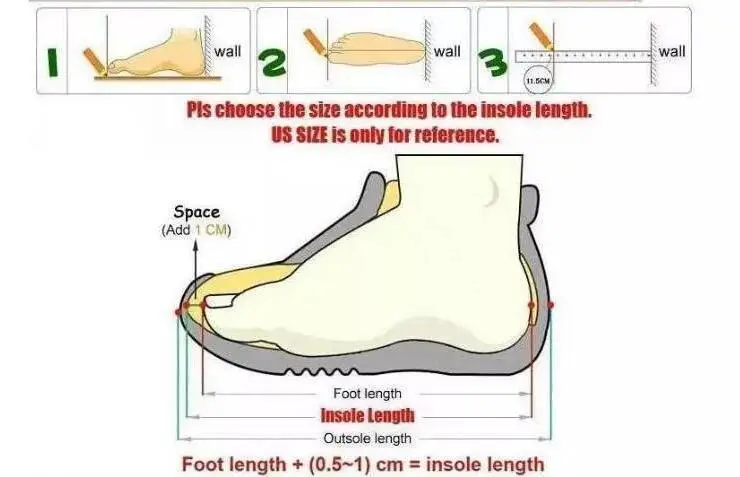 1
wall
2
wall
3
wall
11.5CM
Pls choose the size according to the insole length.
US SIZE is only for reference.
Space
(Add 1 CM)
Foot length
Insole Length
Outsole length
Foot length + (0.5~1) cm = insole length